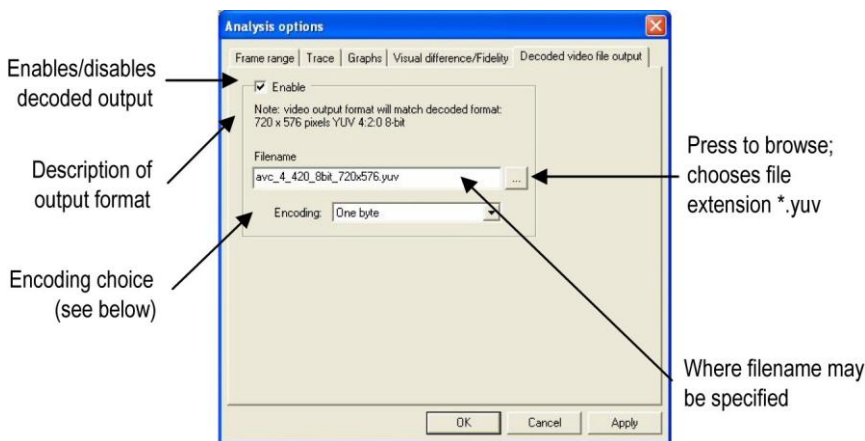 Analysis options
Frame range Trace Graphs Visual difference/Fidelity Decoded video file output
Enables/disables
decoded output
Enable
Note: video output format will match decoded format:
720 x 576 pixels YUV 4:2:0 8-bit
Description of
output format
Filename
avc_4_420_8bit_720x576.yuv
...
Press to browse;
chooses file
extension *.yuv
Encoding: One byte
Encoding choice
(see below)
Where filename may
be specified
OK Cancel Apply